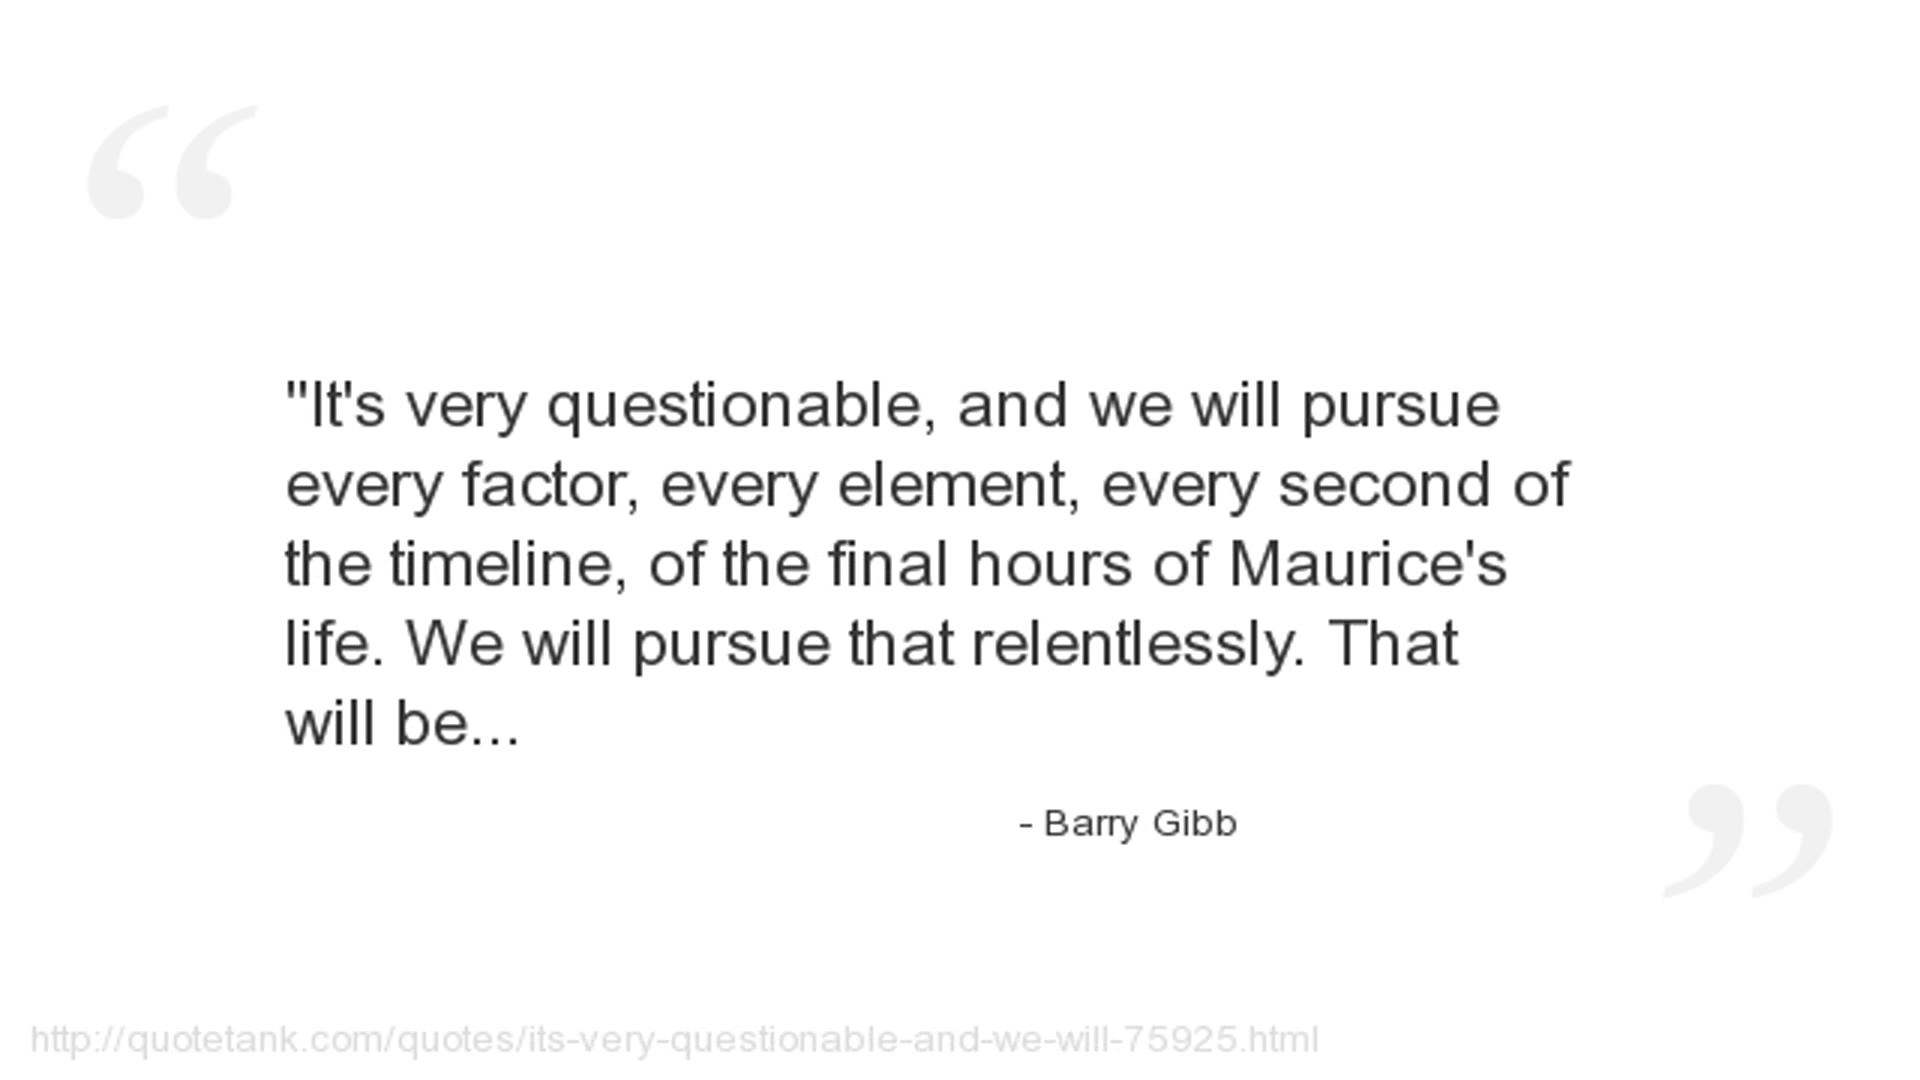 "It's very questionable, and we will pursue
every factor, every element, every second of
the timeline, of the final hours of Maurice's
life. We will pursue that relentlessly. That
will be...
- Barry Gibb
http://quotetank.com/quotes/its-very-questionable-and-we-will-75925.html